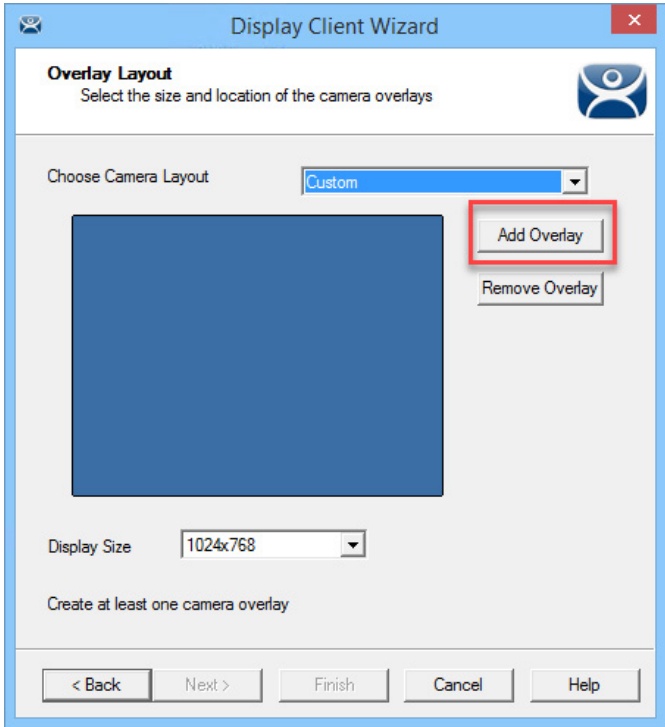 Display Client Wizard
Overlay Layout
Select the size and location of the camera overlays
Choose Camera Layout
Custom
Add Overlay
Remove Overlay
Display Size
1024x768
Create at least one camera overlay
< Back
Next >
Finish
Cancel
Help